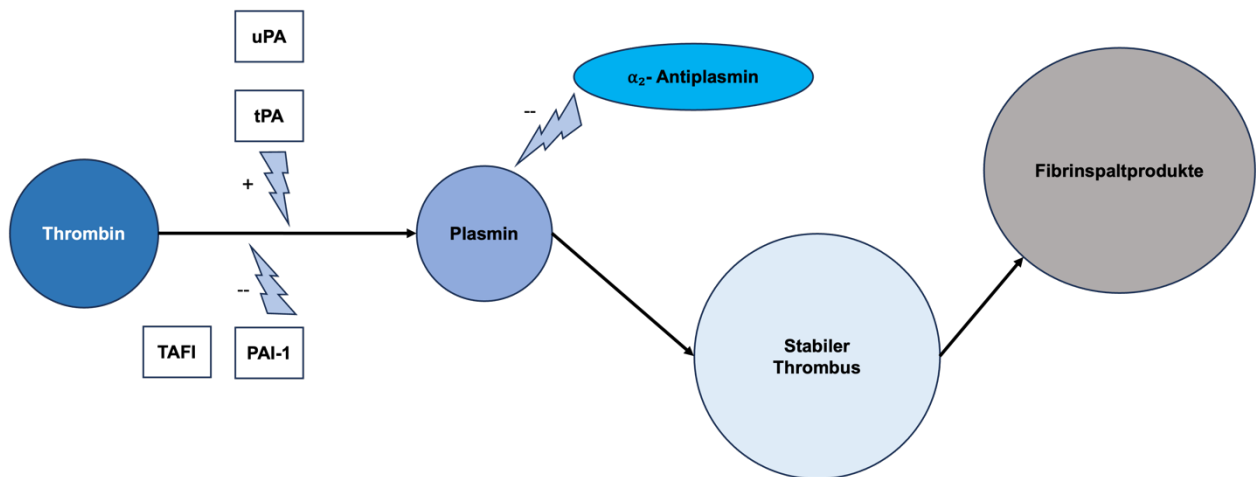 uPA
α₂- Antiplasmin
tPA
--
+
Fibrinspaltprodukte
Thrombin
Plasmin
--
TAFI
PAI-1
Stabiler
Thrombus